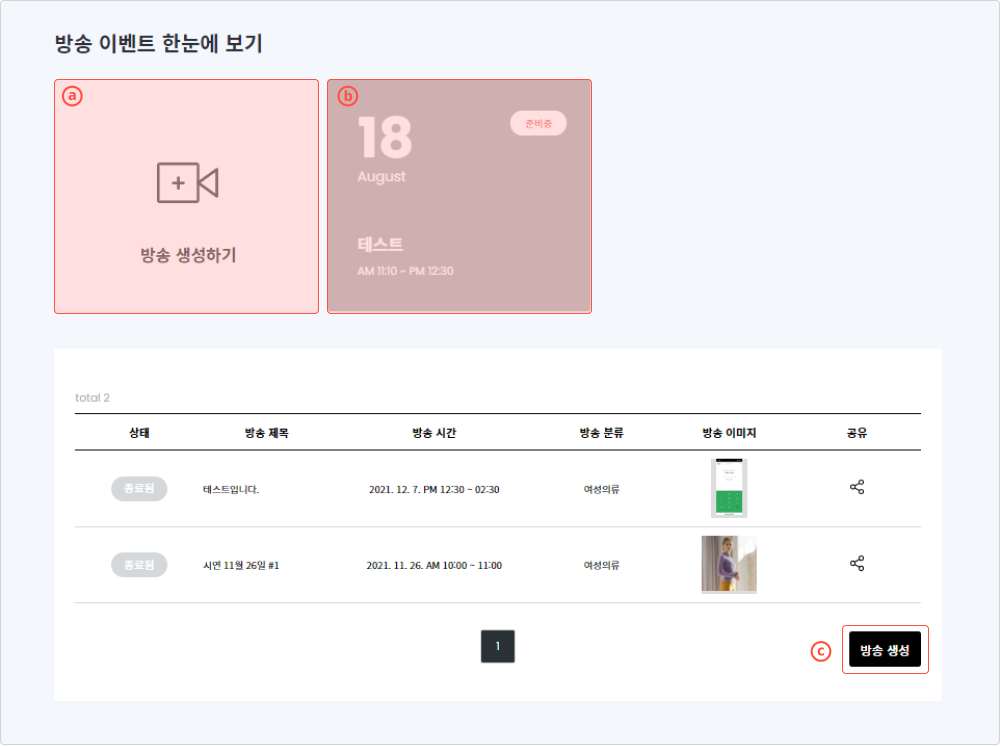 방송 이벤트 한눈에 보기
ⓐ
방송 생성하기
ⓑ
18
준비중
August
테스트
AM 11:10 ~ PM 12:30
total 2
상태 방송 제목 방송 시간 방송 분류 방송 이미지 공유
종료됨 테스트입니다. 2021. 12. 7. PM 12:30 ~ 02:30 여성의류
종료됨 시연 11월 26일 #1 2021. 11. 26. AM 10:00 ~ 11:00 여성의류
1
ⓒ 방송 생성